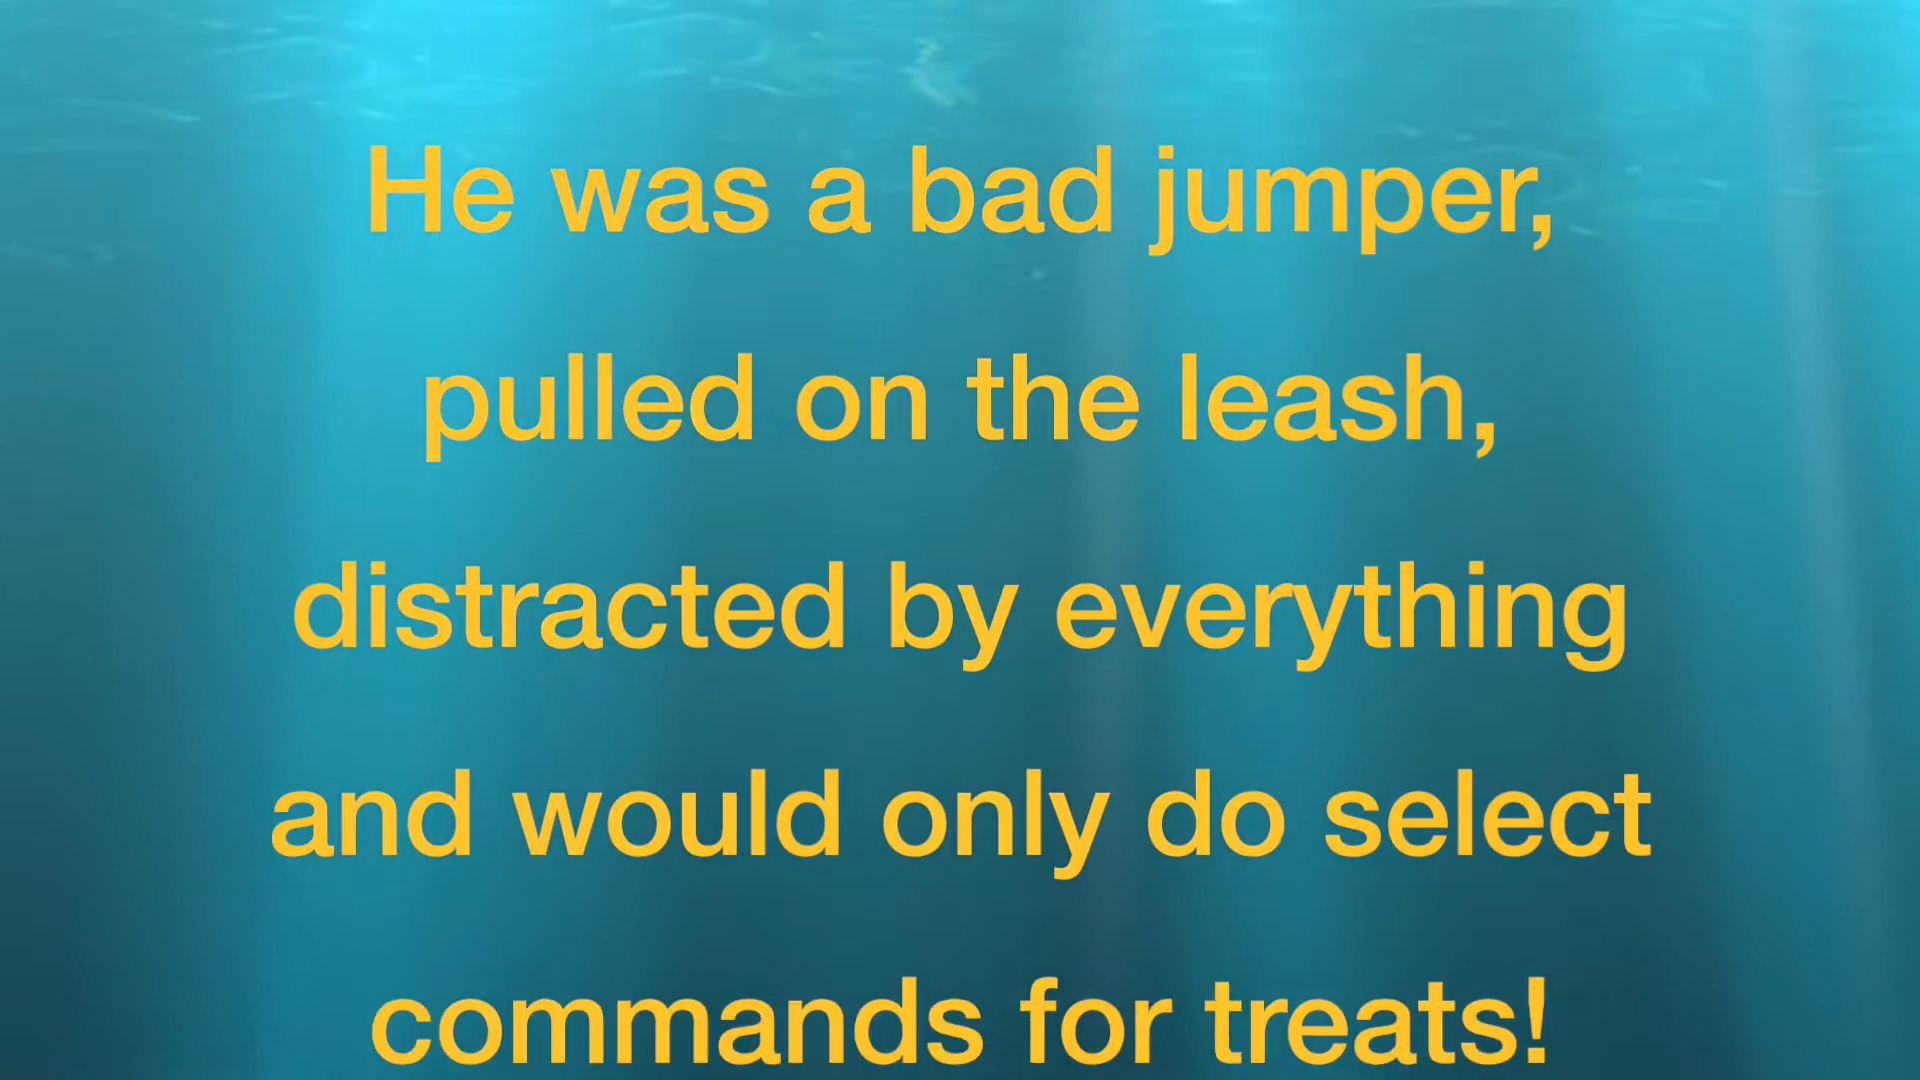 He was a bad jumper,
pulled on the leash,
distracted by everything
and would only do select
commands for treats!